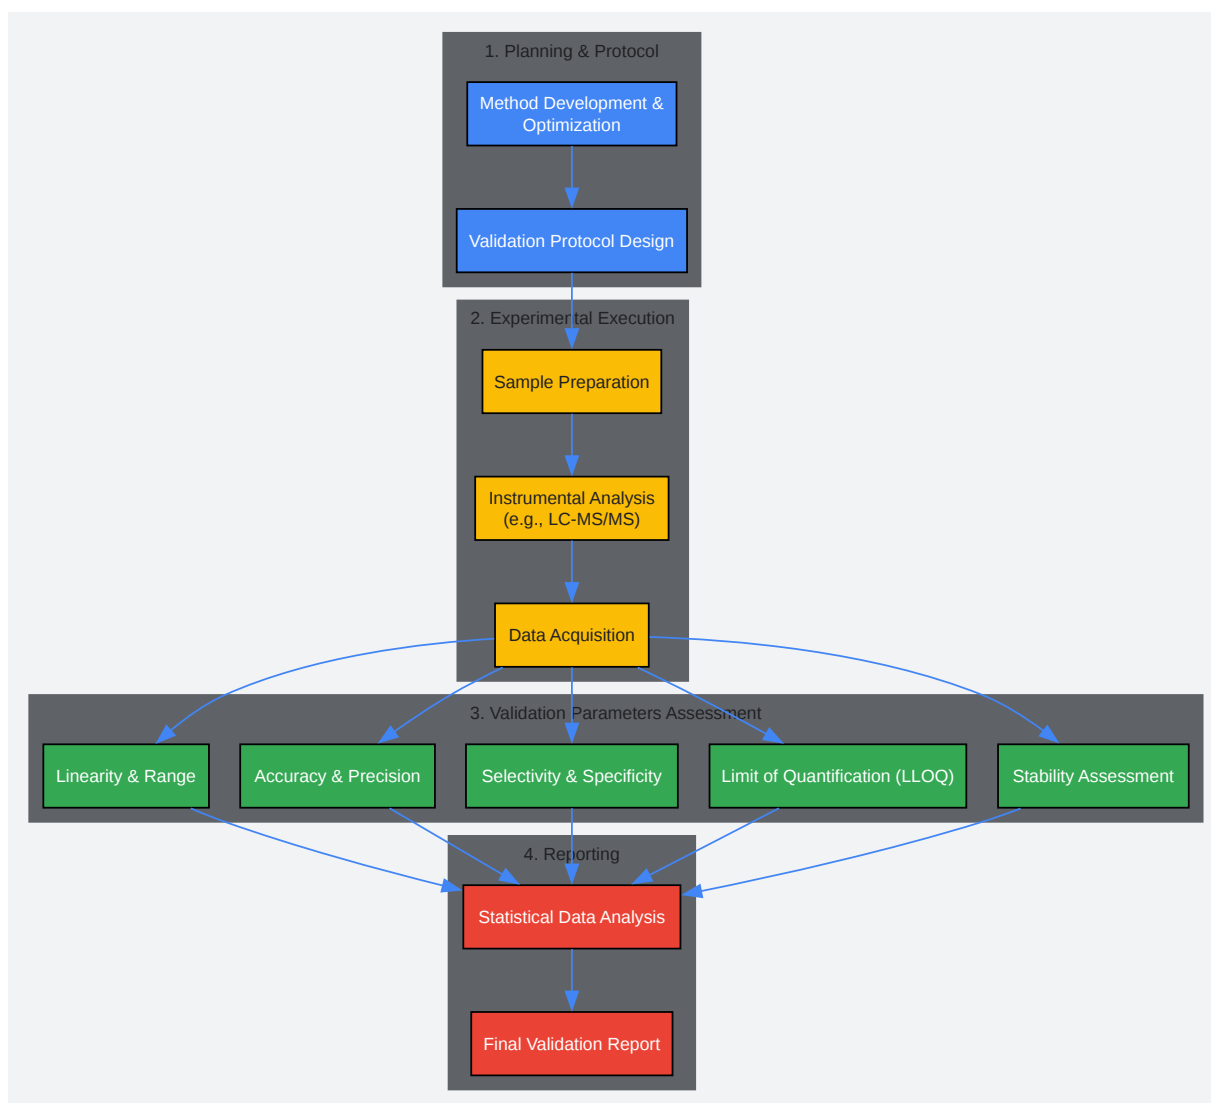 1. Planning & Protocol
Method Development &
Optimization
Validation Protocol Design
2. Experimental Execution
Sample Preparation
Instrumental Analysis
(e.g., LC-MS/MS)
Data Acquisition
3. Validation Parameters Assessment
Linearity & Range
Accuracy & Precision
Selectivity & Specificity
Limit of Quantification (LLOQ)
Stability Assessment
4. Reporting
Statistical Data Analysis
Final Validation Report